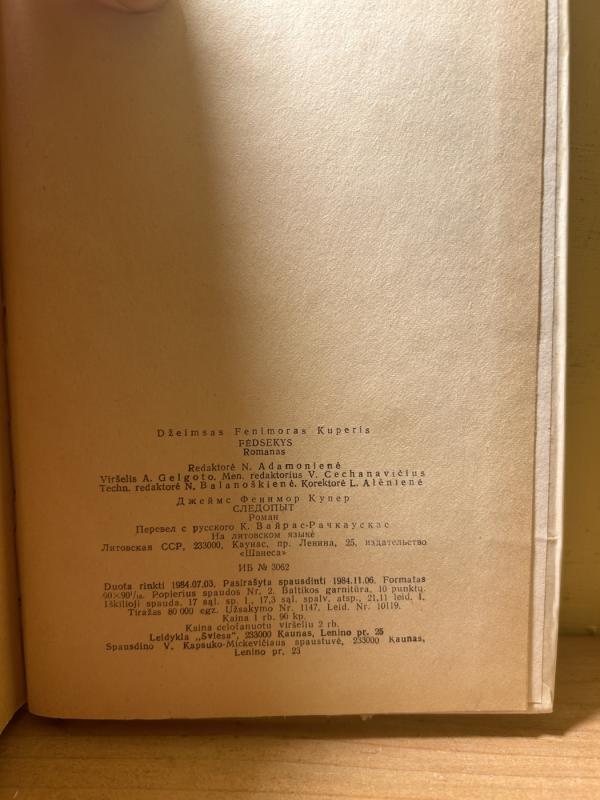 Džeimsas Fenimoras Kuperis
PĖDSEKYS
Romanas
Redaktorė N. Adamonienė
Viršelis A. Gelgoto. Men. redaktorius V. Cechanavičius
Techn. redaktorė N. Balanoškienė. Korektorė L. Alėnienė
Джеймс Фенимор Купер
СЛЕДОПЫТ
Роман
Перевел с русского К. Вайрас-Рачкаускас
На литовском языке
Литовская ССР, 233000, Каунас, пр. Ленина, 25, издательство
«Швиеса»
ИБ № 3062
Duota rinkti 1984.07.03. Pasirašyta spausdinti 1984.11.06. Formatas
60×90¹/₁₆. Popierius spaudos Nr. 2. Baltikos garnitūra, 10 punktų.
Iškilioji spauda. 17 sąl. sp. l., 17,3 sąl. spalv. atsp., 21,11 leid. l.
Tiražas 80 000 egz. Užsakymo Nr. 1147. Leid. Nr. 10119.
Kaina 1 rb. 90 kp.
Kaina celofanuotu viršeliu 2 rb.
Leidykla „Šviesa", 233000 Kaunas, Lenino pr. 25
Spausdino V. Kapsuko-Mickevičiaus spaustuvė, 233000 Kaunas,
Lenino pr. 23